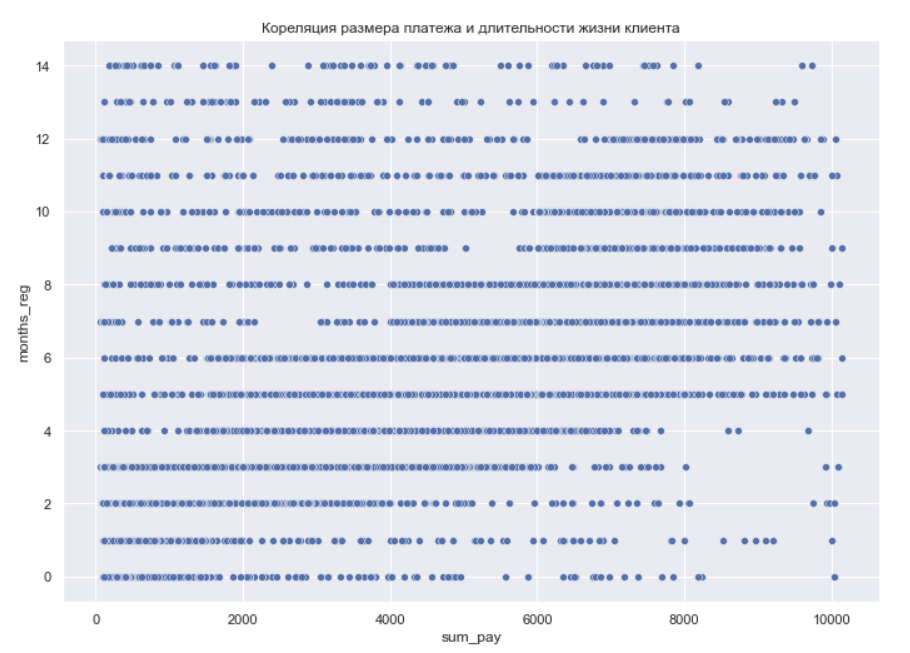 Кореляция размера платежа и длительности жизни клиента
14
12
10
8
6
4
2
0
months_reg
0 2000 4000 6000 8000 10000
sum_pay